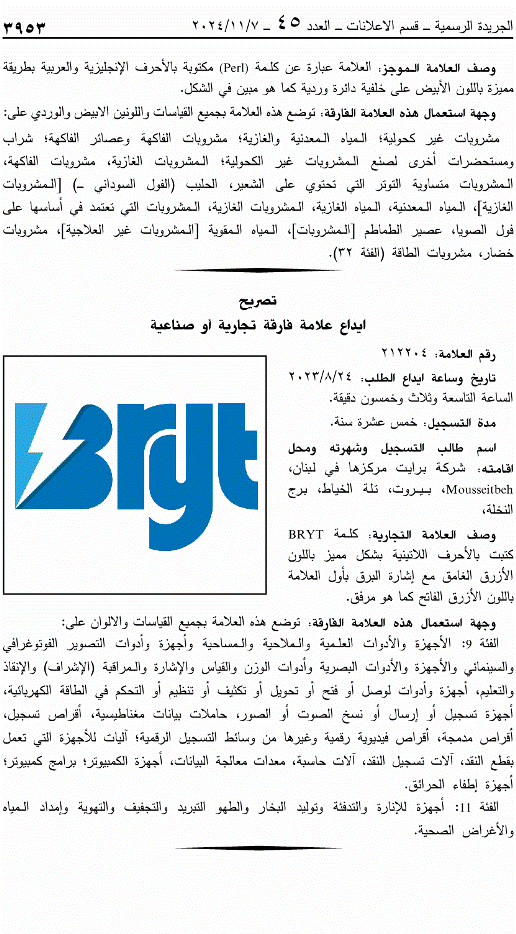 الجريدة الرسمية ــ قسم الاعلانات ــ العدد ٤٥ ــ ٢٠٢٤/١١/٧
٣٩٥٣
وصف العلامة الموجز: العلامة عبارة عن كلمة (Perl) مكتوبة بالأحرف الإنجليزية والعربية بطريقة
مميزة باللون الأبيض على خلفية دائرة وردية كما هو مبين في الشكل.
وجهة استعمال هذه العلامة الفارقة: توضع هذه العلامة بجميع القياسات واللونين الابيض والوردي على:
مشروبات غير كحولية؛ المياه المعدنية والغازية؛ مشروبات الفاكهة وعصائر الفاكهة؛ شراب
ومستحضرات أخرى لصنع المشروبات غير الكحولية؛ المشروبات الغازية، مشروبات الفاكهة،
المشروبات متساوية التوتر التي تحتوي على الشعير، الحليب (الفول السوداني ــ) [المشروبات
الغازية]، المياه المعدنية، المياه الغازية، المشروبات الغازية، المشروبات التي تعتمد في أساسها على
فول الصويا، عصير الطماطم [المشروبات]، المياه المقوية [المشروبات غير العلاجية]، مشروبات
خضار، مشروبات الطاقة (الفئة ٣٢).
تصريح
ايداع علامة فارقة تجارية أو صناعية
رقم العلامة: ٢١٢٢٠٤
تاريخ وساعة ايداع الطلب: ٢٠٢٣/٨/٢٤
الساعة التاسعة وثلاث وخمسون دقيقة.
مدة التسجيل: خمس عشرة سنة.
اسم طالب التسجيل وشهرته ومحل
اقامته: شركة برايت مركزها في لبنان،
Mousseitbeh، بيروت، تلة الخياط، برج
النخلة،
وصف العلامة التجارية: كلمة BRYT
كتبت بالأحرف اللاتينية بشكل مميز باللون
الأزرق الغامق مع إشارة البرق بأول العلامة
باللون الأزرق الفاتح كما هو مرفق.
Bryt
وجهة استعمال هذه العلامة الفارقة: توضع هذه العلامة بجميع القياسات والالوان على:
الفئة 9: الأجهزة والأدوات العلمية والملاحية والمساحية وأجهزة وأدوات التصوير الفوتوغرافي
والسينمائي والأجهزة والأدوات البصرية وأدوات الوزن والقياس والإشارة والمراقبة (الإشراف) والإنقاذ
والتعليم، أجهزة وأدوات لوصل أو فتح أو تحويل أو تكثيف أو تنظيم أو التحكم في الطاقة الكهربائية،
أجهزة تسجيل أو إرسال أو نسخ الصوت أو الصور، حاملات بيانات مغناطيسية، أقراص تسجيل،
أقراص مدمجة، أقراص فيديوية رقمية وغيرها من وسائط التسجيل الرقمية؛ آليات للأجهزة التي تعمل
بقطع النقد، آلات تسجيل النقد، آلات حاسبة، معدات معالجة البيانات، أجهزة الكمبيوتر؛ برامج كمبيوتر؛
أجهزة إطفاء الحرائق.
الفئة 11: أجهزة للإنارة والتدفئة وتوليد البخار والطهو التبريد والتجفيف والتهوية وإمداد المياه
والأغراض الصحية.